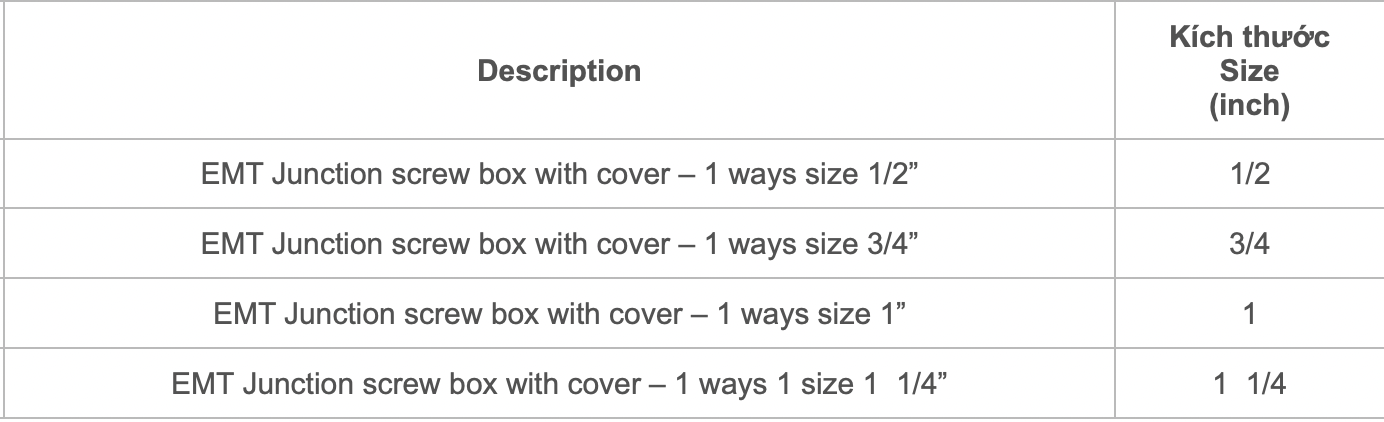 Description
Kích thước
Size
(inch)
EMT Junction screw box with cover – 1 ways size 1/2”
1/2
EMT Junction screw box with cover – 1 ways size 3/4”
3/4
EMT Junction screw box with cover – 1 ways size 1”
1
EMT Junction screw box with cover – 1 ways 1 size 1  1/4”
1  1/4